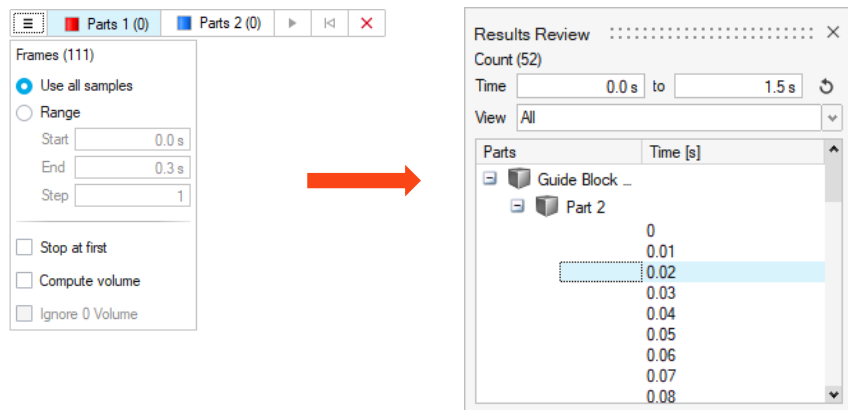 Parts 1 (0) Parts 2 (0)
Frames (111)
Use all samples
Range
Start 0.0 s
End 0.3 s
Step 1
Stop at first
Compute volume
Ignore 0 Volume
Results Review
Count (52)
Time 0.0 s to 1.5 s
View All
Parts Time [s]
Guide Block ...
Part 2
0
0.01
0.02
0.03
0.04
0.05
0.06
0.07
0.08